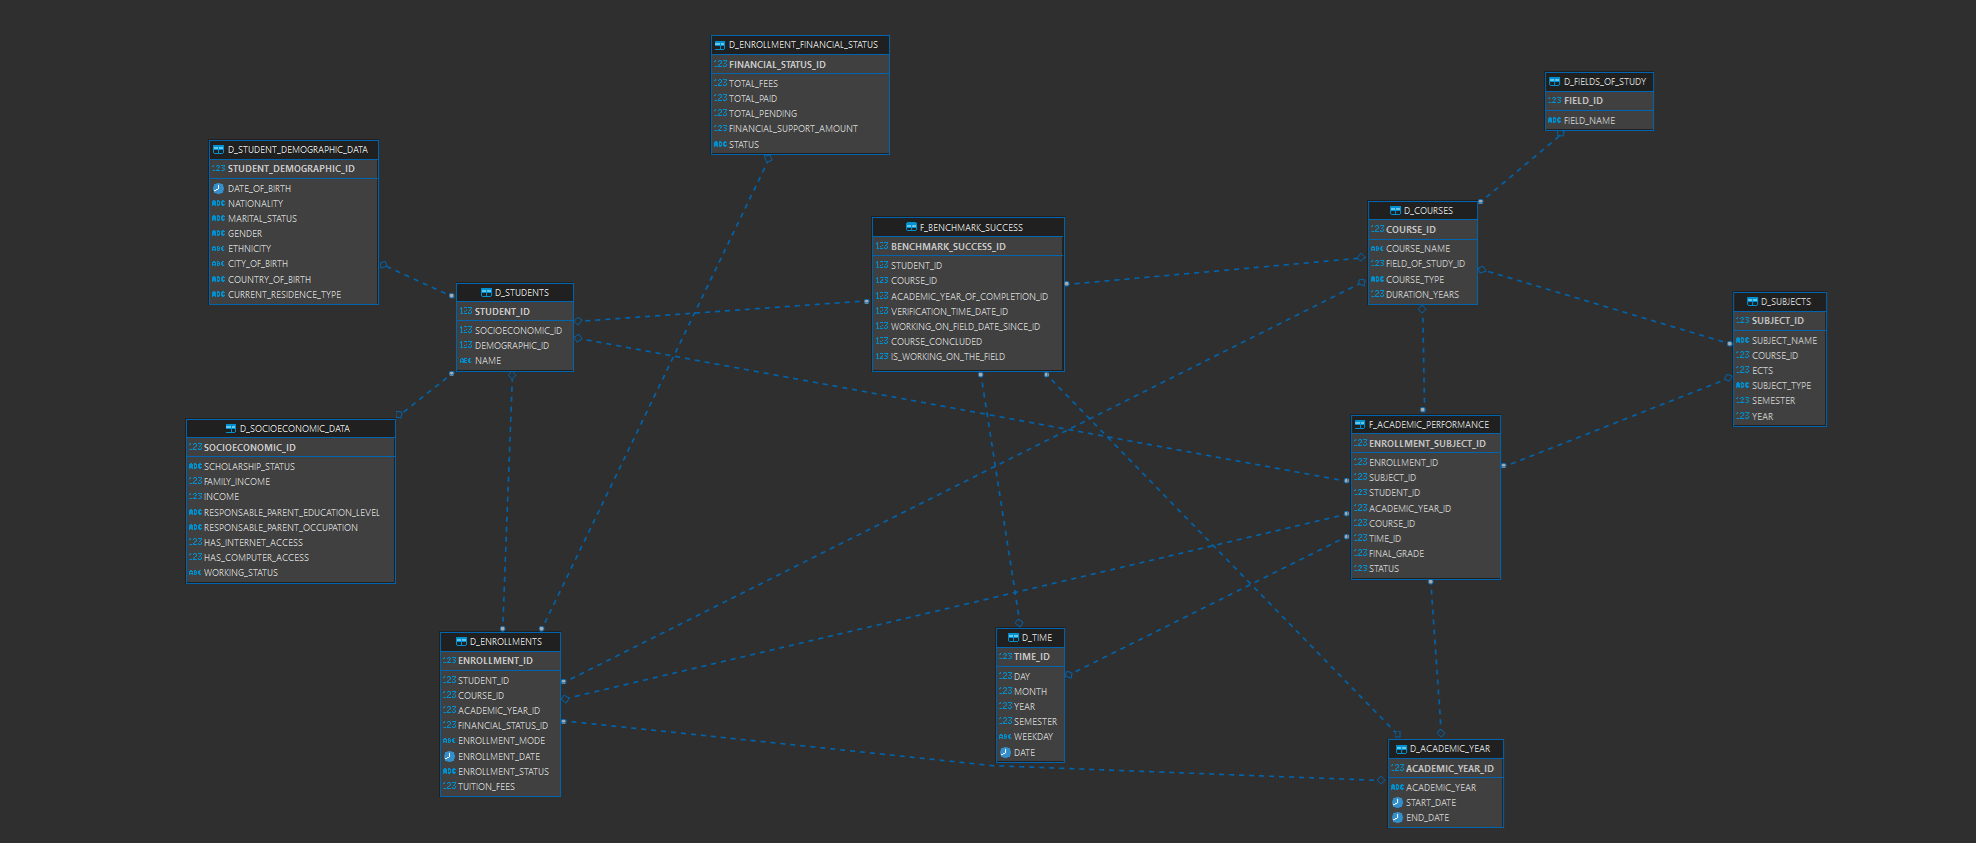 D_ENROLLMENT_FINANCIAL_STATUS
123 FINANCIAL_STATUS_ID
123 TOTAL_FEES
123 TOTAL_PAID
123 TOTAL_PENDING
123 FINANCIAL_SUPPORT_AMOUNT
ABC STATUS
D_FIELDS_OF_STUDY
123 FIELD_ID
ABC FIELD_NAME
D_STUDENT_DEMOGRAPHIC_DATA
123 STUDENT_DEMOGRAPHIC_ID
DATE_OF_BIRTH
ABC NATIONALITY
ABC MARITAL_STATUS
ABC GENDER
ABC ETHNICITY
ABC CITY_OF_BIRTH
ABC COUNTRY_OF_BIRTH
ABC CURRENT_RESIDENCE_TYPE
F_BENCHMARK_SUCCESS
123 BENCHMARK_SUCCESS_ID
123 STUDENT_ID
123 COURSE_ID
123 ACADEMIC_YEAR_OF_COMPLETION_ID
123 VERIFICATION_TIME_DATE_ID
123 WORKING_ON_FIELD_DATE_SINCE_ID
123 COURSE_CONCLUDED
123 IS_WORKING_ON_THE_FIELD
D_COURSES
123 COURSE_ID
ABC COURSE_NAME
123 FIELD_OF_STUDY_ID
ABC COURSE_TYPE
123 DURATION_YEARS
D_STUDENTS
123 STUDENT_ID
123 SOCIOECONOMIC_ID
123 DEMOGRAPHIC_ID
ABC NAME
D_SUBJECTS
123 SUBJECT_ID
ABC SUBJECT_NAME
123 COURSE_ID
123 ECTS
ABC SUBJECT_TYPE
123 SEMESTER
123 YEAR
D_SOCIOECONOMIC_DATA
123 SOCIOECONOMIC_ID
ABC SCHOLARSHIP_STATUS
123 FAMILY_INCOME
123 INCOME
ABC RESPONSABLE_PARENT_EDUCATION_LEVEL
ABC RESPONSABLE_PARENT_OCCUPATION
123 HAS_INTERNET_ACCESS
123 HAS_COMPUTER_ACCESS
ABC WORKING_STATUS
F_ACADEMIC_PERFORMANCE
123 ENROLLMENT_SUBJECT_ID
123 ENROLLMENT_ID
123 SUBJECT_ID
123 STUDENT_ID
123 ACADEMIC_YEAR_ID
123 COURSE_ID
123 TIME_ID
123 FINAL_GRADE
123 STATUS
D_ENROLLMENTS
123 ENROLLMENT_ID
123 STUDENT_ID
123 COURSE_ID
123 ACADEMIC_YEAR_ID
123 FINANCIAL_STATUS_ID
ABC ENROLLMENT_MODE
ENROLLMENT_DATE
ABC ENROLLMENT_STATUS
123 TUITION_FEES
D_TIME
123 TIME_ID
123 DAY
123 MONTH
123 YEAR
123 SEMESTER
ABC WEEKDAY
DATE
D_ACADEMIC_YEAR
123 ACADEMIC_YEAR_ID
ABC ACADEMIC_YEAR
START_DATE
END_DATE